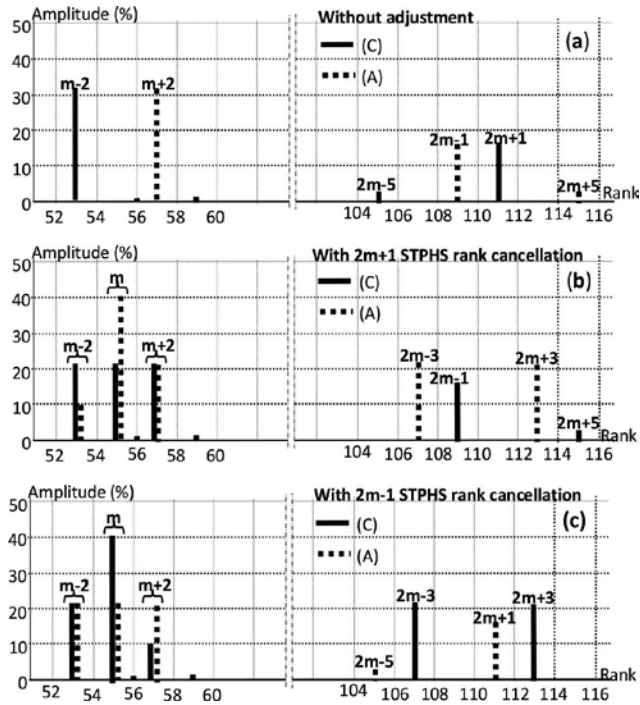 Amplitude (%)
Without adjustment
(a)
50
(C)
40
(A)
m-2
m+2
30
20
2m-1
2m+1
10
2m-5
2m+5
Rank
0
52 54 56 58 60
104 106 108 110 112 114 116
Amplitude (%)
With 2m+1 STPHS rank cancellation
50
m
(C)
(b)
40
(A)
30
m-2
m+2
2m-3
2m+3
20
2m-1
10
2m+5
0
Rank
52 54 56 58 60
104 106 108 110 112 114 116
Amplitude (%)
With 2m-1 STPHS rank cancellation
m
(C)
(c)
40
(A)
30
m-2
m+2
2m-3
2m+3
20
2m+1
10
2m-5
0
Rank
52 54 56 58 60
104 106 108 110 112 114 116